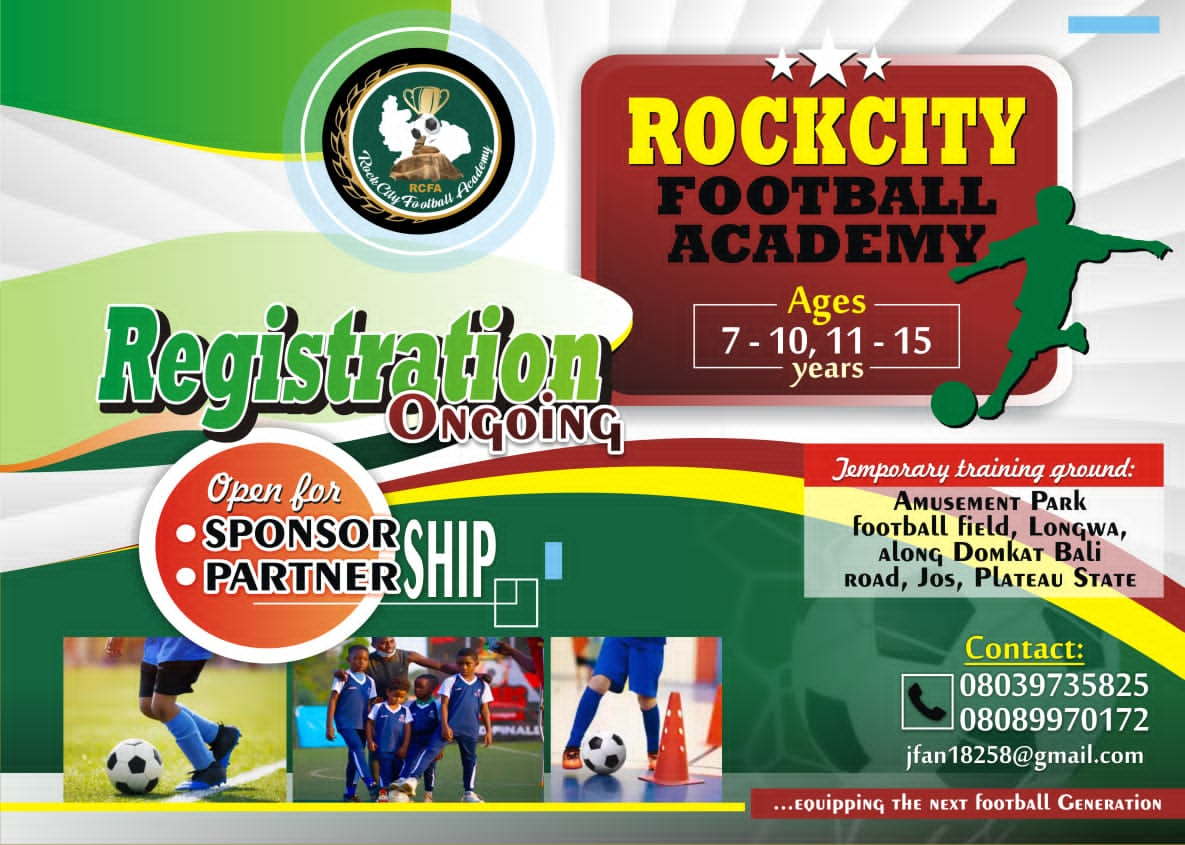 RCFA
Rock City Football Academy
ROCKCITY
FOOTBALL
ACADEMY
Ages
7 - 10, 11 - 15
years
Registration
Ongoing
Open for
• SPONSOR
• PARTNER
SHIP
Temporary training ground:
Amusement Park
football field, Longwa,
along Domkat Bali
road, Jos, Plateau State
Contact:
08039735825
08089970172
jfan18258@gmail.com
...equipping the next football Generation